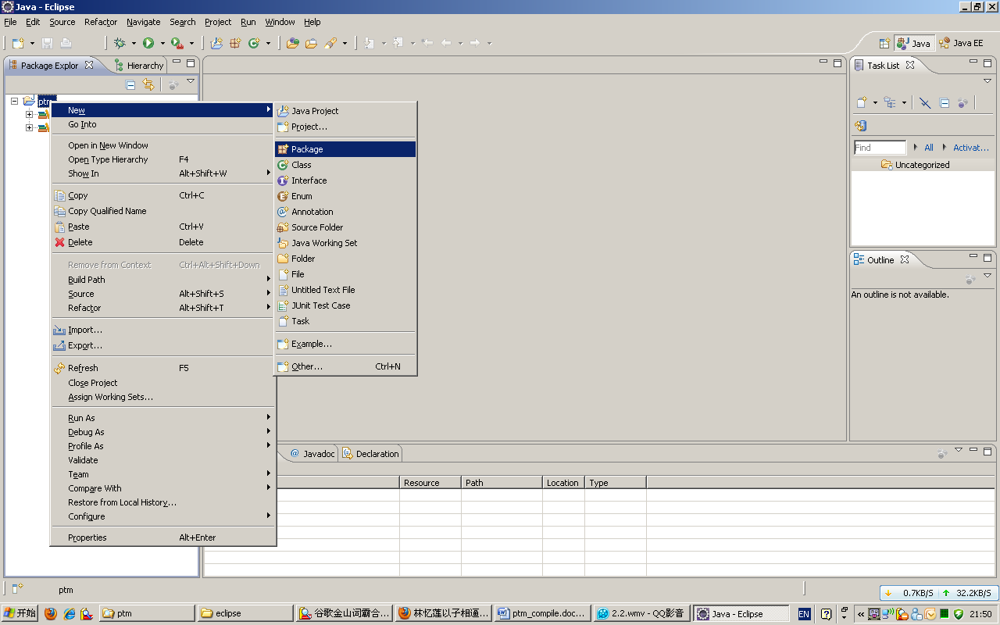 Java - Eclipse
File Edit Source Refactor Navigate Search Project Run Window Help
Java Java EE
Package Explor Hierarchy
Task List
ptm
New
Go Into
Open in New Window
Open Type Hierarchy F4
Show In Alt+Shift+W
Copy Ctrl+C
Copy Qualified Name
Paste Ctrl+V
Delete Delete
Remove from Context Ctrl+Alt+Shift+Down
Build Path
Source Alt+Shift+S
Refactor Alt+Shift+T
Import...
Export...
Refresh F5
Close Project
Assign Working Sets...
Run As
Debug As
Profile As
Validate
Team
Compare With
Restore from Local History...
Configure
Properties Alt+Enter
Java Project
Project...
Package
Class
Interface
Enum
Annotation
Source Folder
Java Working Set
Folder
File
Untitled Text File
JUnit Test Case
Task
Example...
Other... Ctrl+N
Find All Activat...
Uncategorized
Outline
An outline is not available.
@ Javadoc Declaration
Resource Path Location Type
ptm
0.7KB/S 32.2KB/S
开始 ptm eclipse 谷歌金山词霸合... 林忆莲以子相逼... ptm_compile.doc... 2.2.wmv - QQ影音 Java - Eclipse EN « 21:50